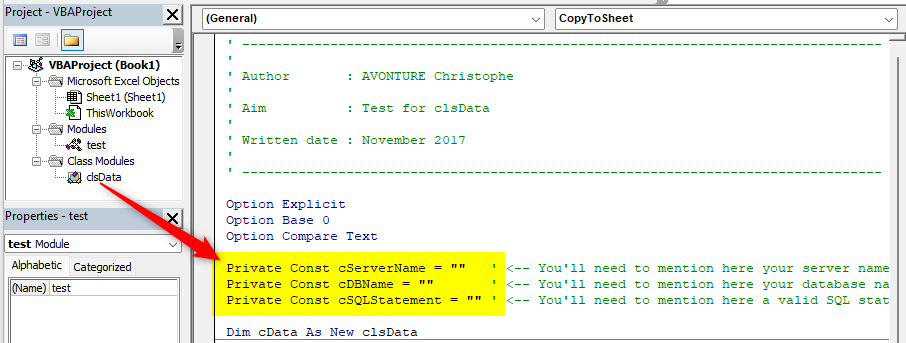 Project - VBAProject
VBAProject (Book1)
Microsoft Excel Objects
Sheet1 (Sheet1)
ThisWorkbook
Modules
test
Class Modules
clsData
Properties - test
test Module
Alphabetic Categorized
(Name) test
(General) CopyToSheet
' --------------------------------------------------------------------------------
'
' Author : AVONTURE Christophe
'
' Aim : Test for clsData
'
' Written date : November 2017
'
' --------------------------------------------------------------------------------
Option Explicit
Option Base 0
Option Compare Text
Private Const cServerName = "" ' <-- You'll need to mention here your server name
Private Const cDBName = "" ' <-- You'll need to mention here your database na
Private Const cSQLStatement = "" ' <-- You'll need to mention here a valid SQL stat
Dim cData As New clsData